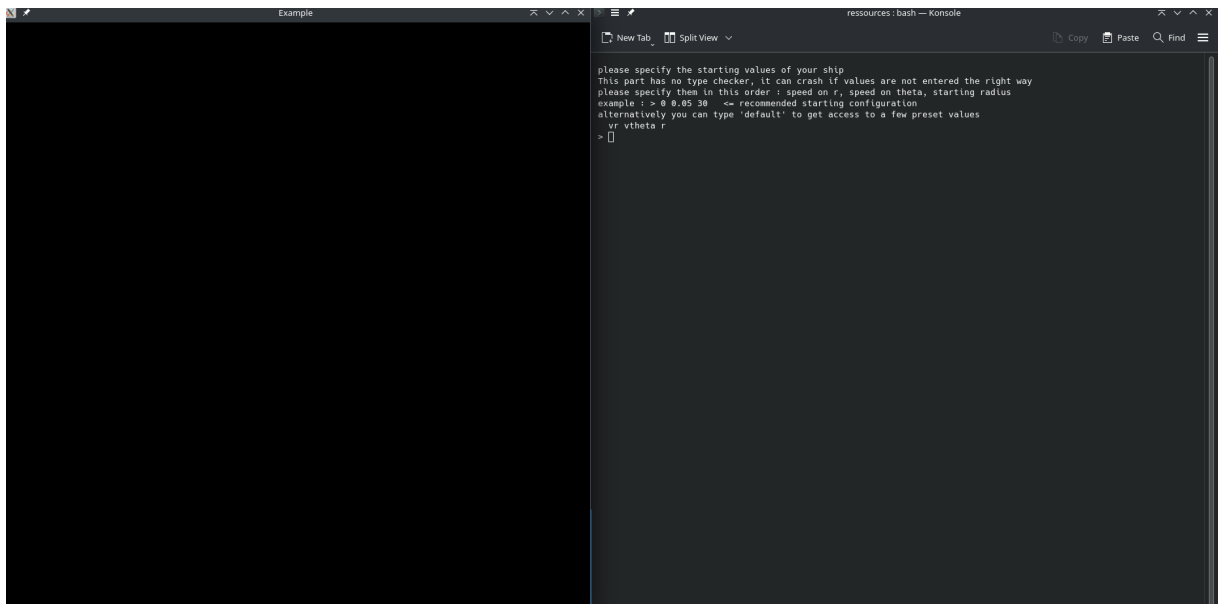 Example
ressources : bash — Konsole
New Tab Split View Copy Paste Find
please specify the starting values of your ship
This part has no type checker, it can crash if values are not entered the right way
please specify them in this order : speed on r, speed on theta, starting radius
example : > 0 0.05 30 <= recommended starting configuration
alternatively you can type 'default' to get access to a few preset values
vr vtheta r
>